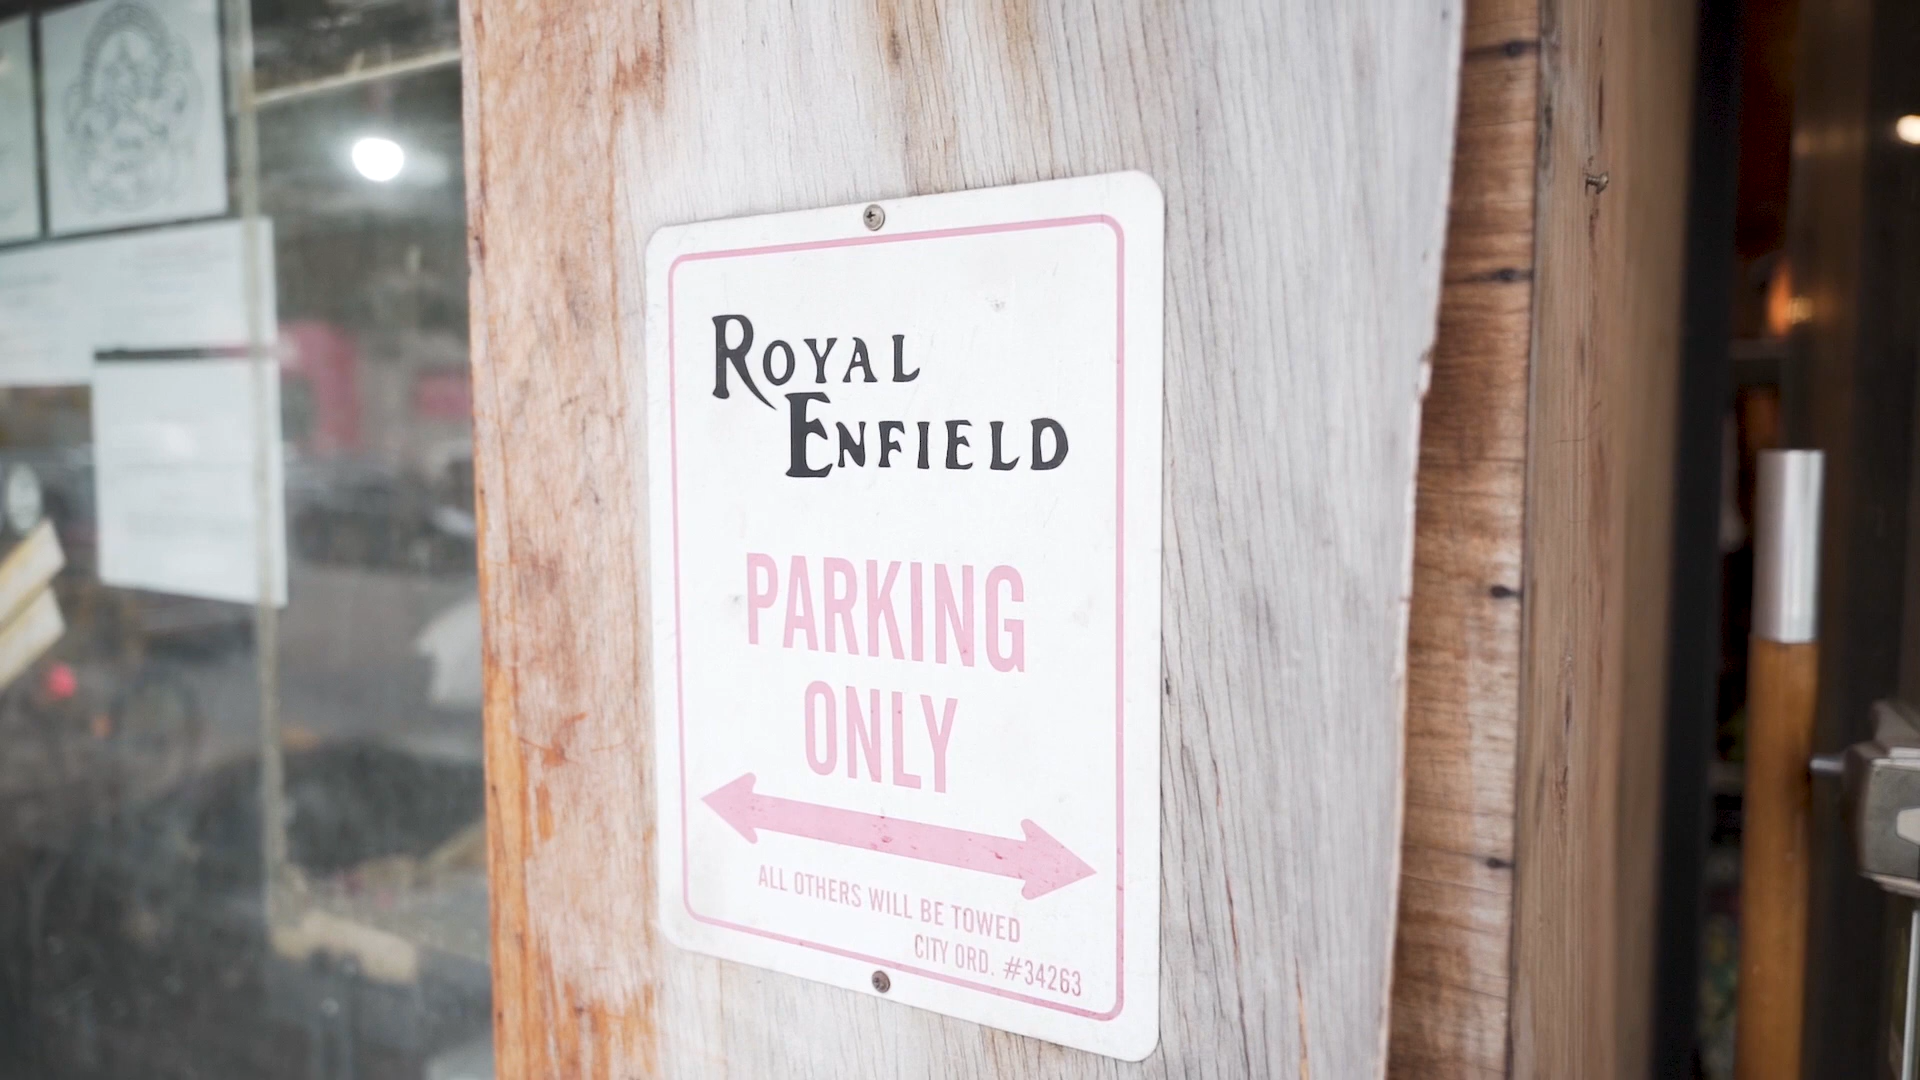 ROYAL
ENFIELD
PARKING
ONLY
ALL OTHERS WILL BE TOWED
CITY ORD. #34263